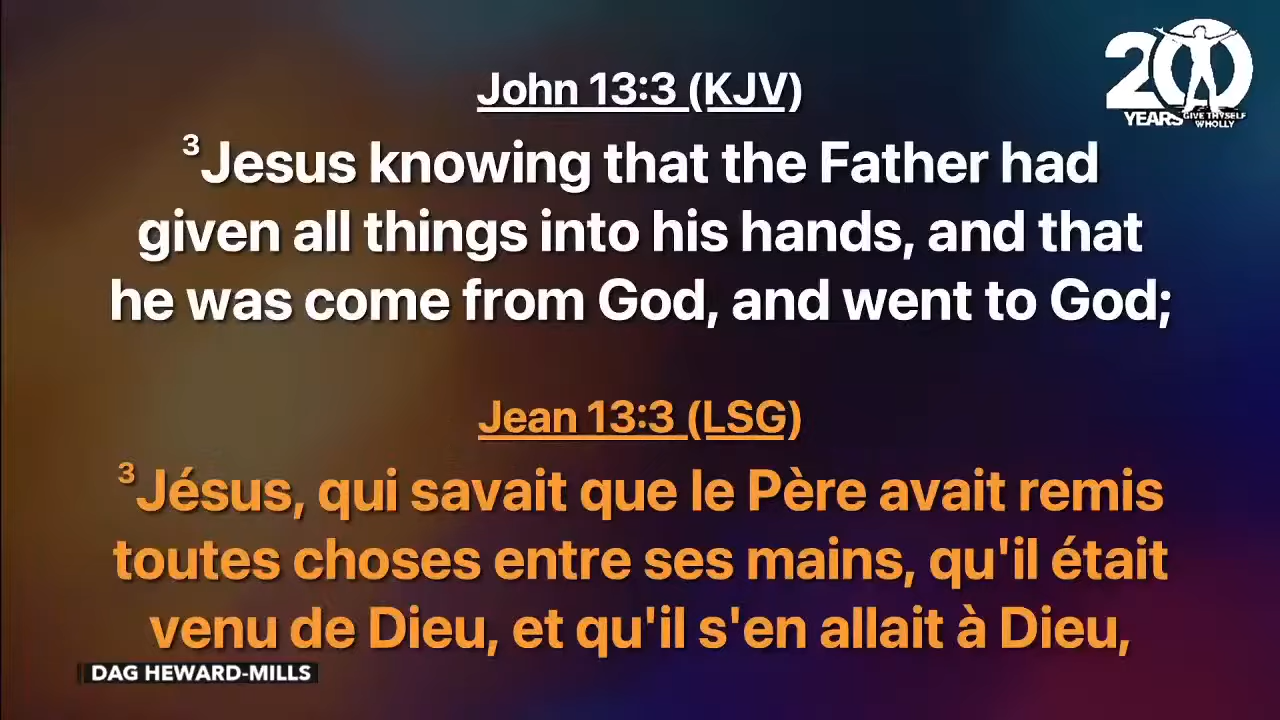 20
YEARS
GIVE THYSELF
WHOLLY
John 13:3 (KJV)
³Jesus knowing that the Father had
given all things into his hands, and that
he was come from God, and went to God;
Jean 13:3 (LSG)
³Jésus, qui savait que le Père avait remis
toutes choses entre ses mains, qu'il était
venu de Dieu, et qu'il s'en allait à Dieu,
DAG HEWARD-MILLS